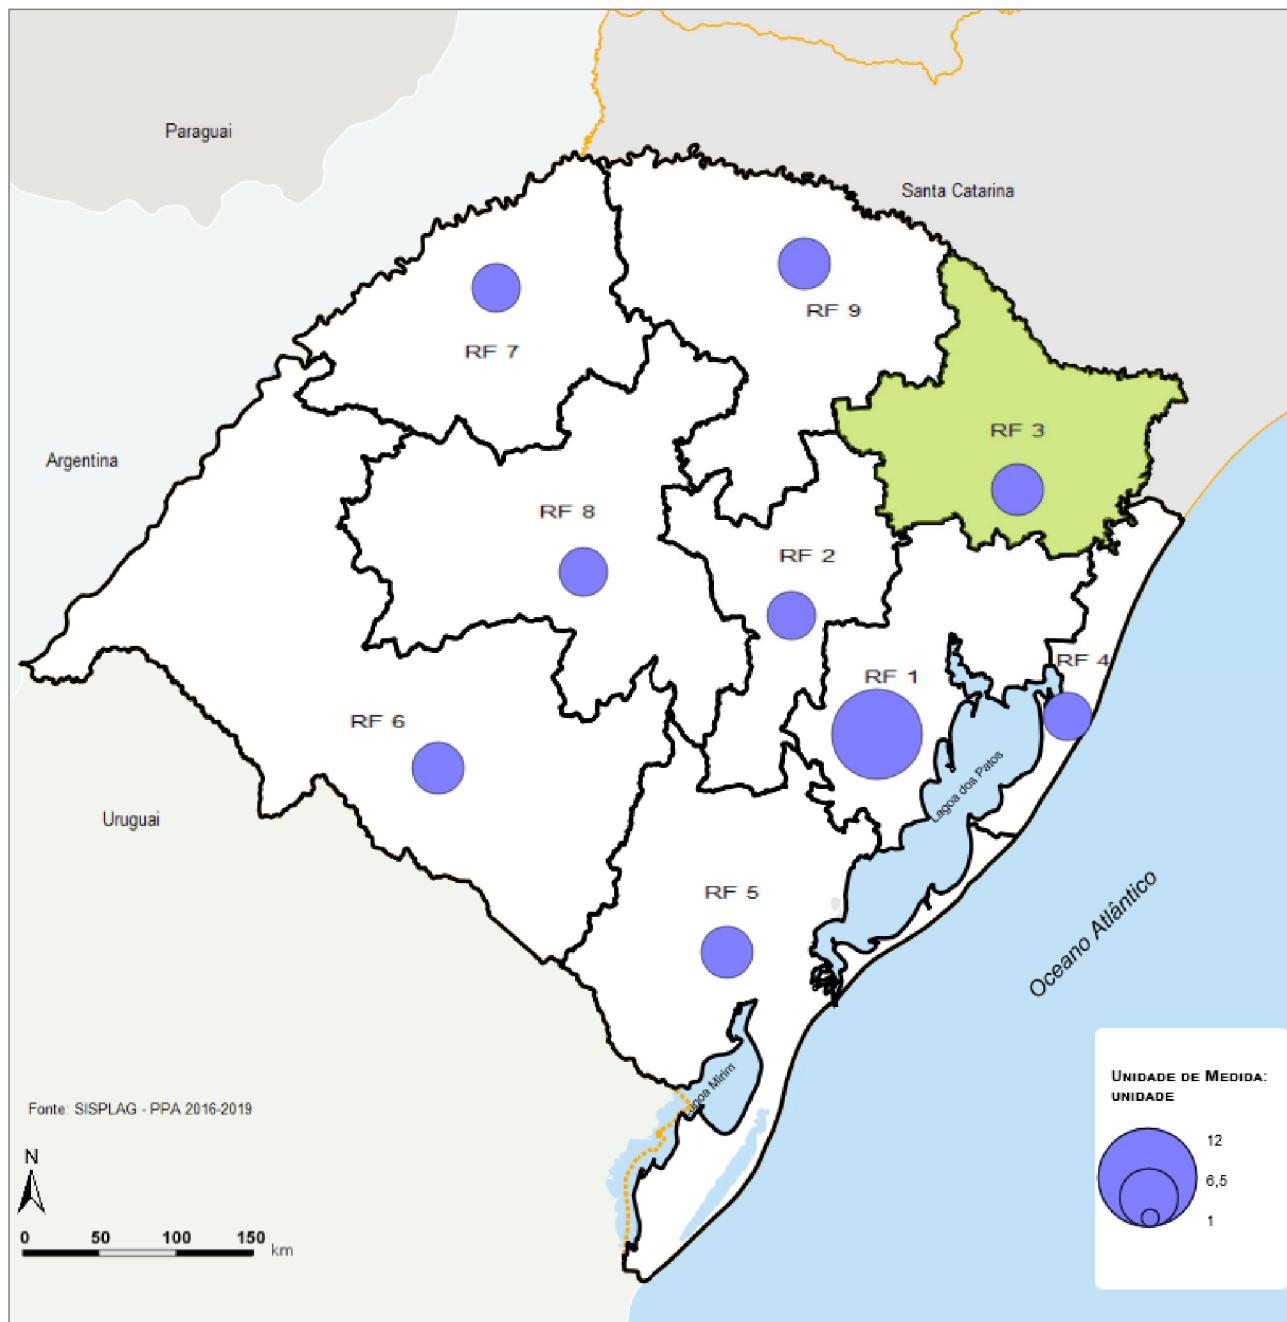 Paraguai
Santa Catarina
RF 9
RF 7
RF 3
Argentina
RF 8
RF 2
RF 4
RF 1
RF 6
Lagoa dos Patos
Uruguai
RF 5
Oceano Atlântico
Lagoa Mirim
UNIDADE DE MEDIDA:
UNIDADE
12
6,5
1
Fonte: SISPLAG - PPA 2016-2019
N
0 50 100 150
km